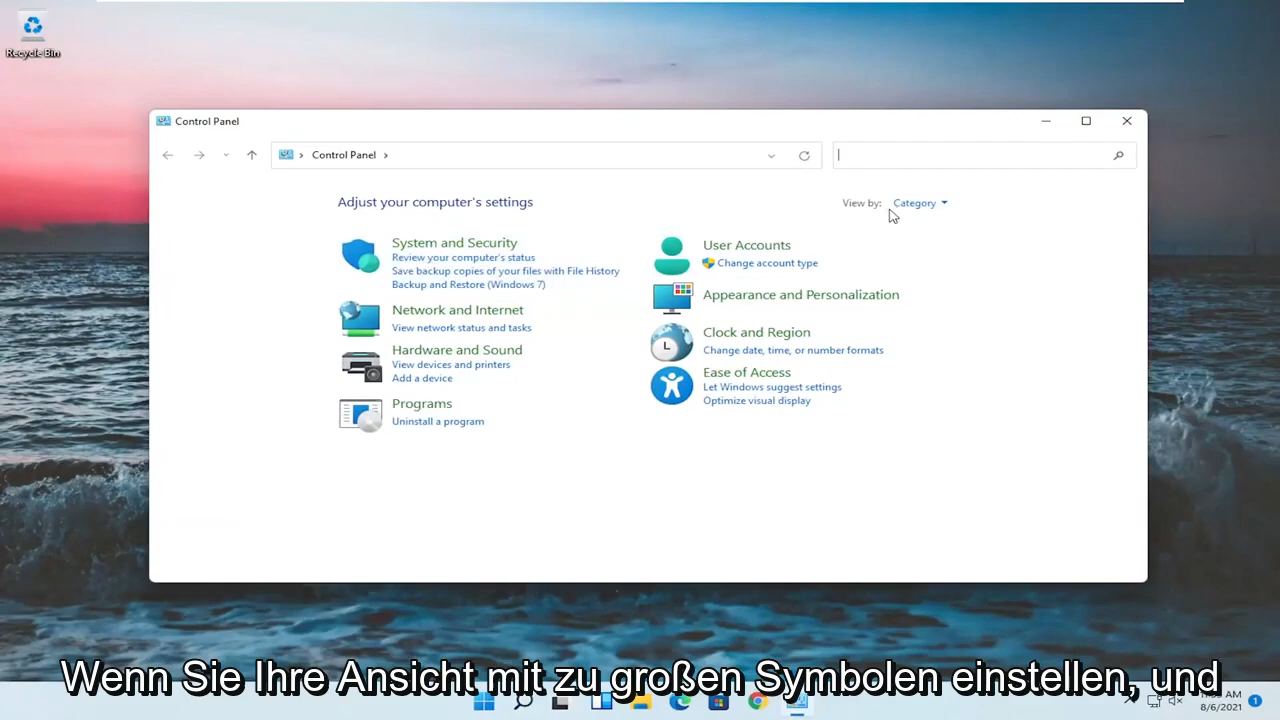 Recycle Bin
Control Panel
Control Panel
Adjust your computer's settings
View by: Category
System and Security
Review your computer's status
Save backup copies of your files with File History
Backup and Restore (Windows 7)
Network and Internet
View network status and tasks
Hardware and Sound
View devices and printers
Add a device
Programs
Uninstall a program
User Accounts
Change account type
Appearance and Personalization
Clock and Region
Change date, time, or number formats
Ease of Access
Let Windows suggest settings
Optimize visual display
Wenn Sie Ihre Ansicht mit zu großen Symbolen einstellen, und
AM
8/6/2021
1